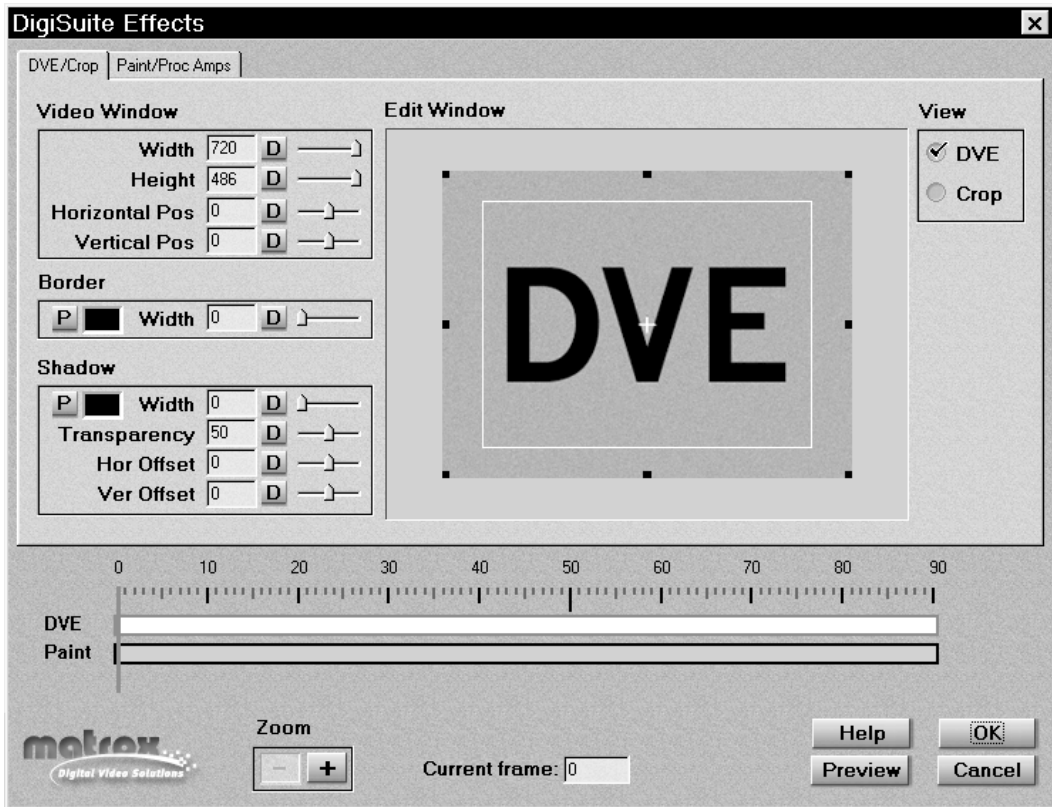 DigiSuite Effects
DVE/Crop Paint/Proc Amps
Video Window
Width 720 D
Height 486 D
Horizontal Pos 0 D
Vertical Pos 0 D
Border
P Width 0 D
Shadow
P Width 0 D
Transparency 50 D
Hor Offset 0 D
Ver Offset 0 D
Edit Window
DVE
View
DVE
Crop
0 10 20 30 40 50 60 70 80 90
DVE
Paint
matrox
Digital Video Solutions
Zoom
- +
Current frame: 0
Help OK
Preview Cancel